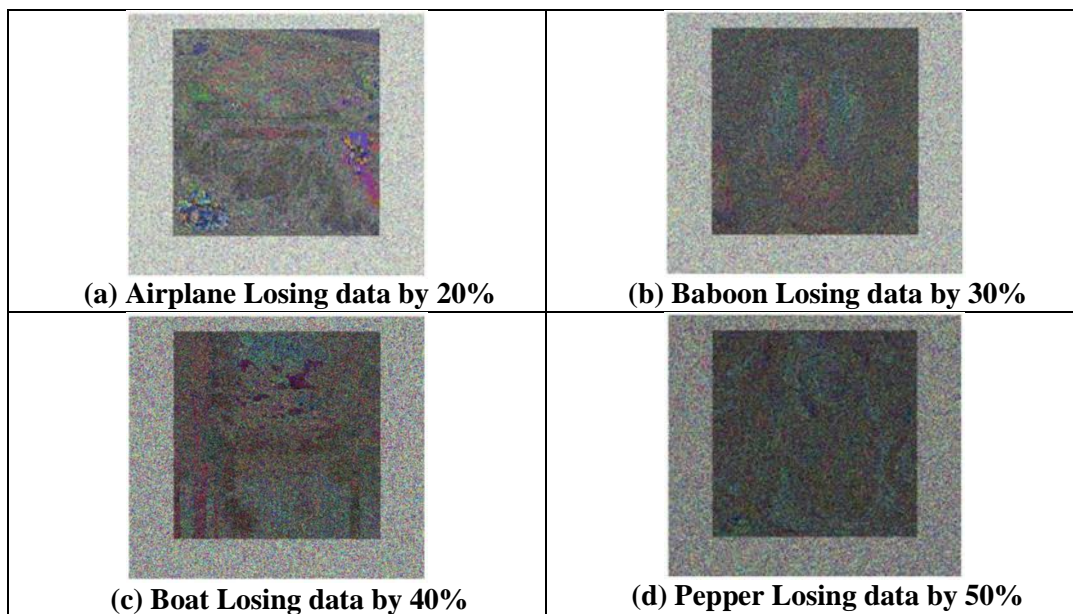 (a) Airplane Losing data by 20%
(b) Baboon Losing data by 30%
(c) Boat Losing data by 40%
(d) Pepper Losing data by 50%